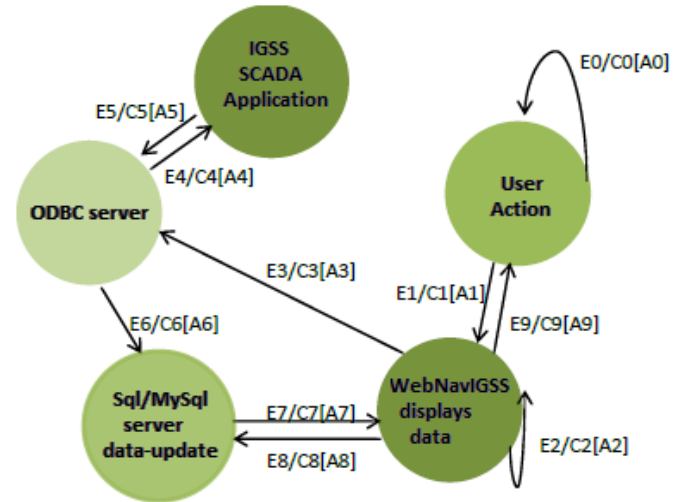 IGSS
SCADA
Application
E0/C0[A0]
E5/C5[A5]
E4/C4[A4]
User
Action
ODBC server
E3/C3[A3]
E1/C1[A1]
E9/C9[A9]
E6/C6[A6]
WebNavIGSS
displays
data
Sql/MySql
server
data-update
E7/C7[A7]
E8/C8[A8]
E2/C2[A2]